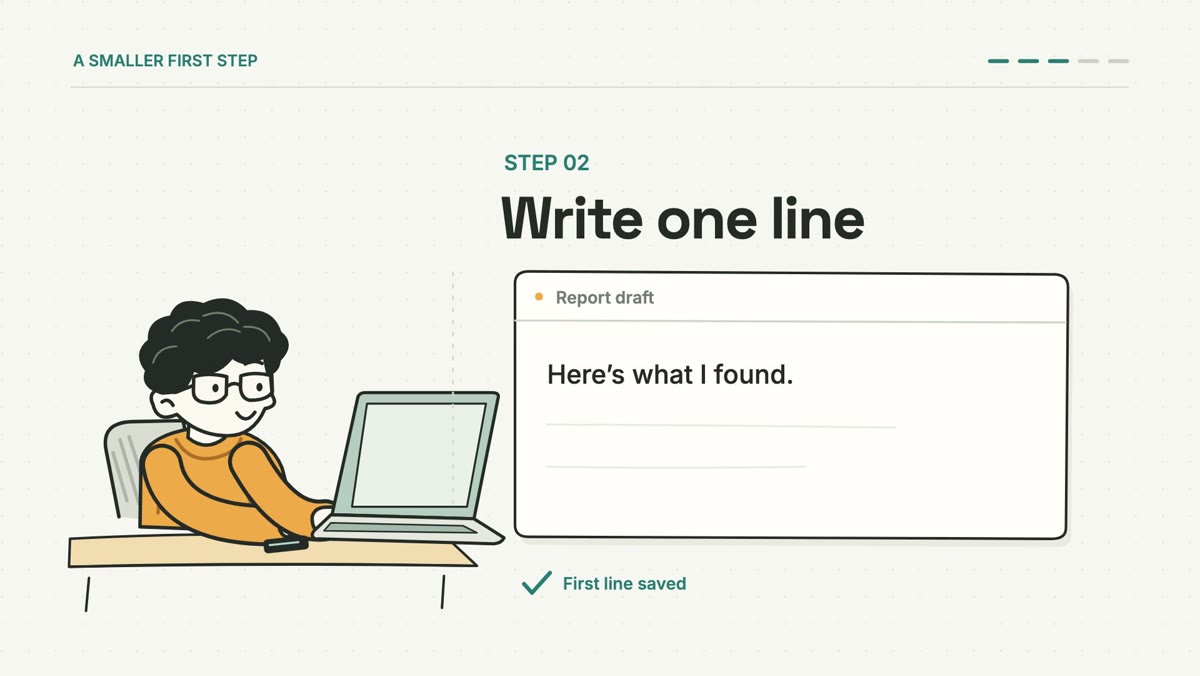 A SMALLER FIRST STEP
STEP 02
Write one line
Report draft
Here’s what I found.
First line saved